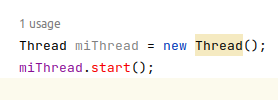 1 usage
Thread miThread = new Thread();
miThread.start();